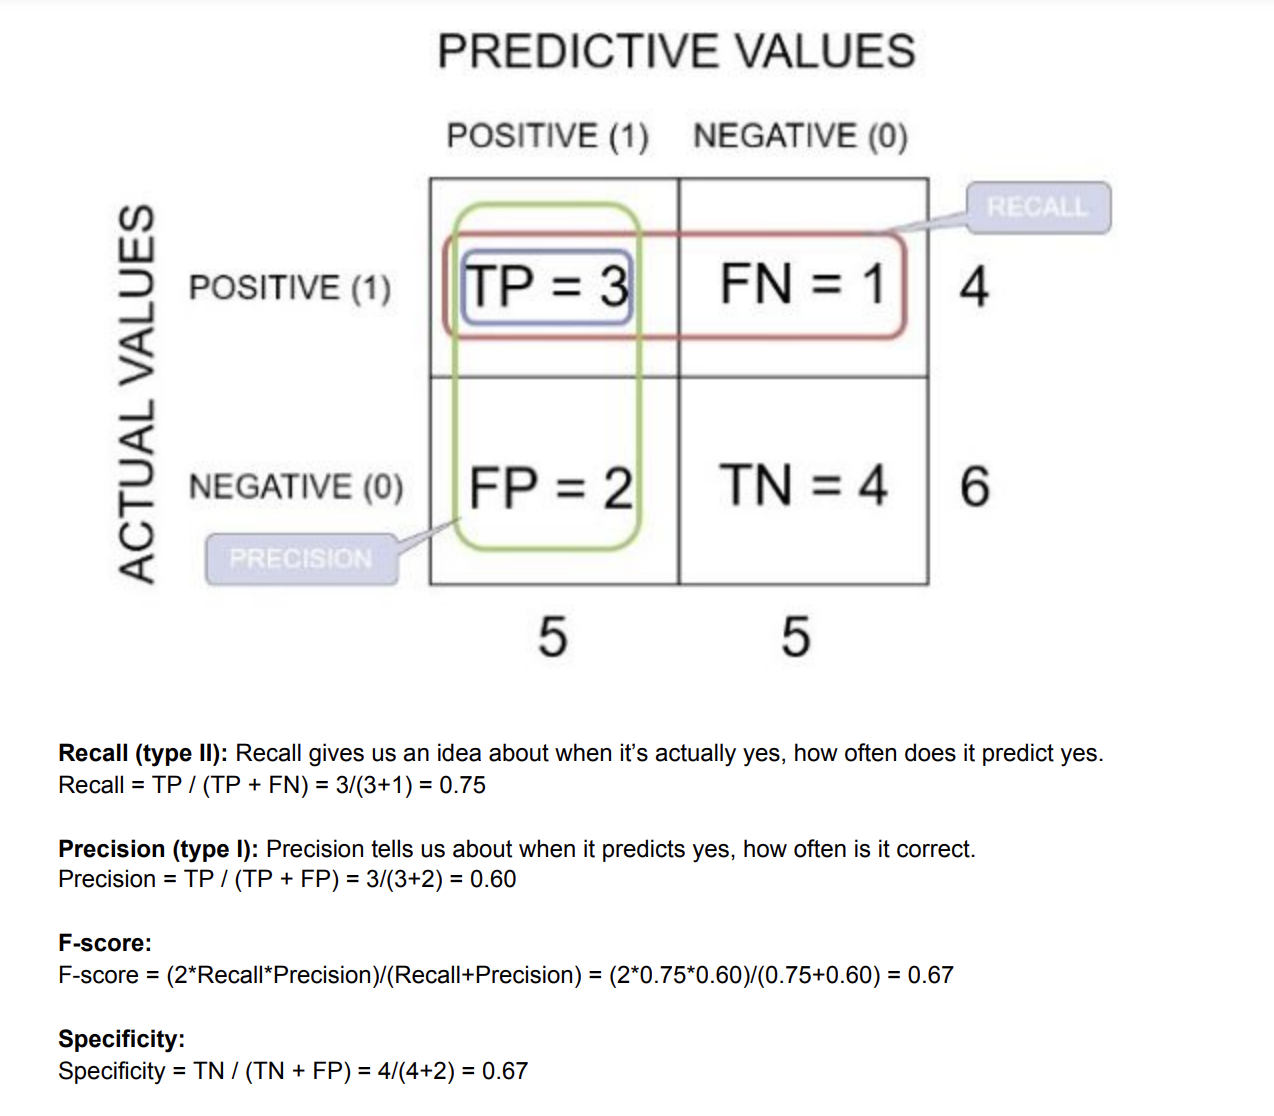 PREDICTIVE VALUES
POSITIVE (1) NEGATIVE (0)
RECALL
ACTUAL VALUES
POSITIVE (1) TP = 3 FN = 1 4
NEGATIVE (0) FP = 2 TN = 4 6
PRECISION
5 5
Recall (type II): Recall gives us an idea about when it’s actually yes, how often does it predict yes.
Recall = TP / (TP + FN) = 3/(3+1) = 0.75
Precision (type I): Precision tells us about when it predicts yes, how often is it correct.
Precision = TP / (TP + FP) = 3/(3+2) = 0.60
F-score:
F-score = (2*Recall*Precision)/(Recall+Precision) = (2*0.75*0.60)/(0.75+0.60) = 0.67
Specificity:
Specificity = TN / (TN + FP) = 4/(4+2) = 0.67